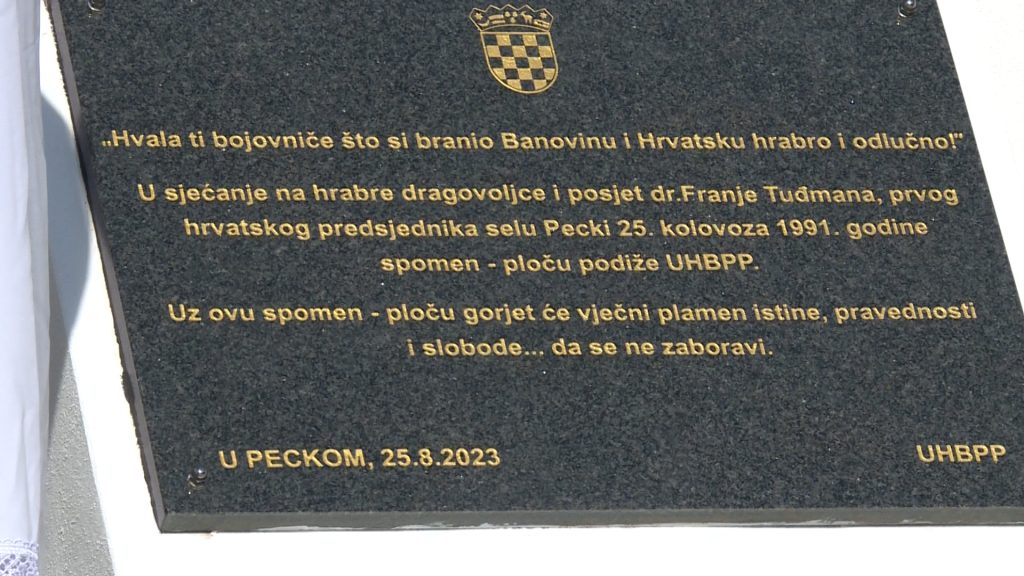 „Hvala ti bojovniče što si branio Banovinu i Hrvatsku hrabro i odlučno!"
U sjećanje na hrabre dragovoljce i posjet dr.Franje Tuđmana, prvog
hrvatskog predsjednika selu Pecki 25. kolovoza 1991. godine
spomen - ploču podiže UHBPP.
Uz ovu spomen - ploču gorjet će vječni plamen istine, pravednosti
i slobode... da se ne zaboravi.
U PECKOM, 25.8.2023
UHBPP